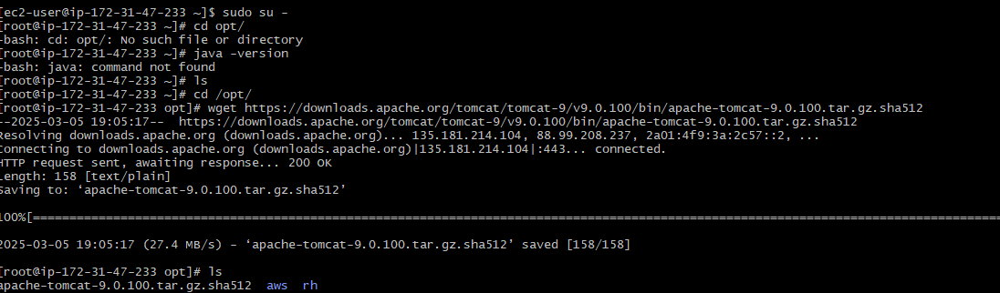 [ec2-user@ip-172-31-47-233 ~]$ sudo su -
[root@ip-172-31-47-233 ~]# cd opt/
-bash: cd: opt/: No such file or directory
[root@ip-172-31-47-233 ~]# java -version
-bash: java: command not found
[root@ip-172-31-47-233 ~]# ls
[root@ip-172-31-47-233 ~]# cd /opt/
[root@ip-172-31-47-233 opt]# wget https://downloads.apache.org/tomcat/tomcat-9/v9.0.100/bin/apache-tomcat-9.0.100.tar.gz.sha512
--2025-03-05 19:05:17--  https://downloads.apache.org/tomcat/tomcat-9/v9.0.100/bin/apache-tomcat-9.0.100.tar.gz.sha512
Resolving downloads.apache.org (downloads.apache.org)... 135.181.214.104, 88.99.208.237, 2a01:4f9:3a:2c57::2, ...
Connecting to downloads.apache.org (downloads.apache.org)|135.181.214.104|:443... connected.
HTTP request sent, awaiting response... 200 OK
Length: 158 [text/plain]
Saving to: ‘apache-tomcat-9.0.100.tar.gz.sha512’
100%[======================================================================================================================================
2025-03-05 19:05:17 (27.4 MB/s) - ‘apache-tomcat-9.0.100.tar.gz.sha512’ saved [158/158]
[root@ip-172-31-47-233 opt]# ls
apache-tomcat-9.0.100.tar.gz.sha512  aws  rh